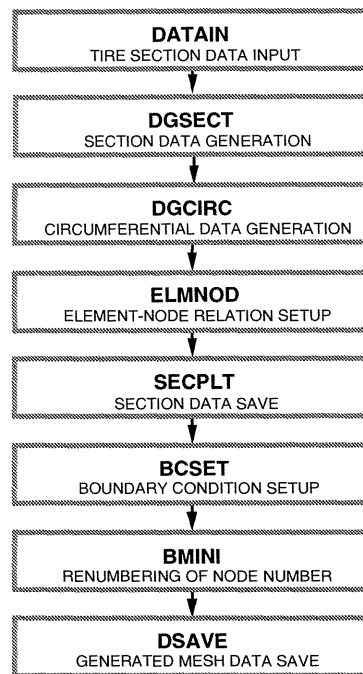 DATAIN
TIRE SECTION DATA INPUT
DGSECT
SECTION DATA GENERATION
DGCIRC
CIRCUMFERENTIAL DATA GENERATION
ELMNOD
ELEMENT-NODE RELATION SETUP
SECPLT
SECTION DATA SAVE
BCSET
BOUNDARY CONDITION SETUP
BMINI
RENUMBERING OF NODE NUMBER
DSAVE
GENERATED MESH DATA SAVE